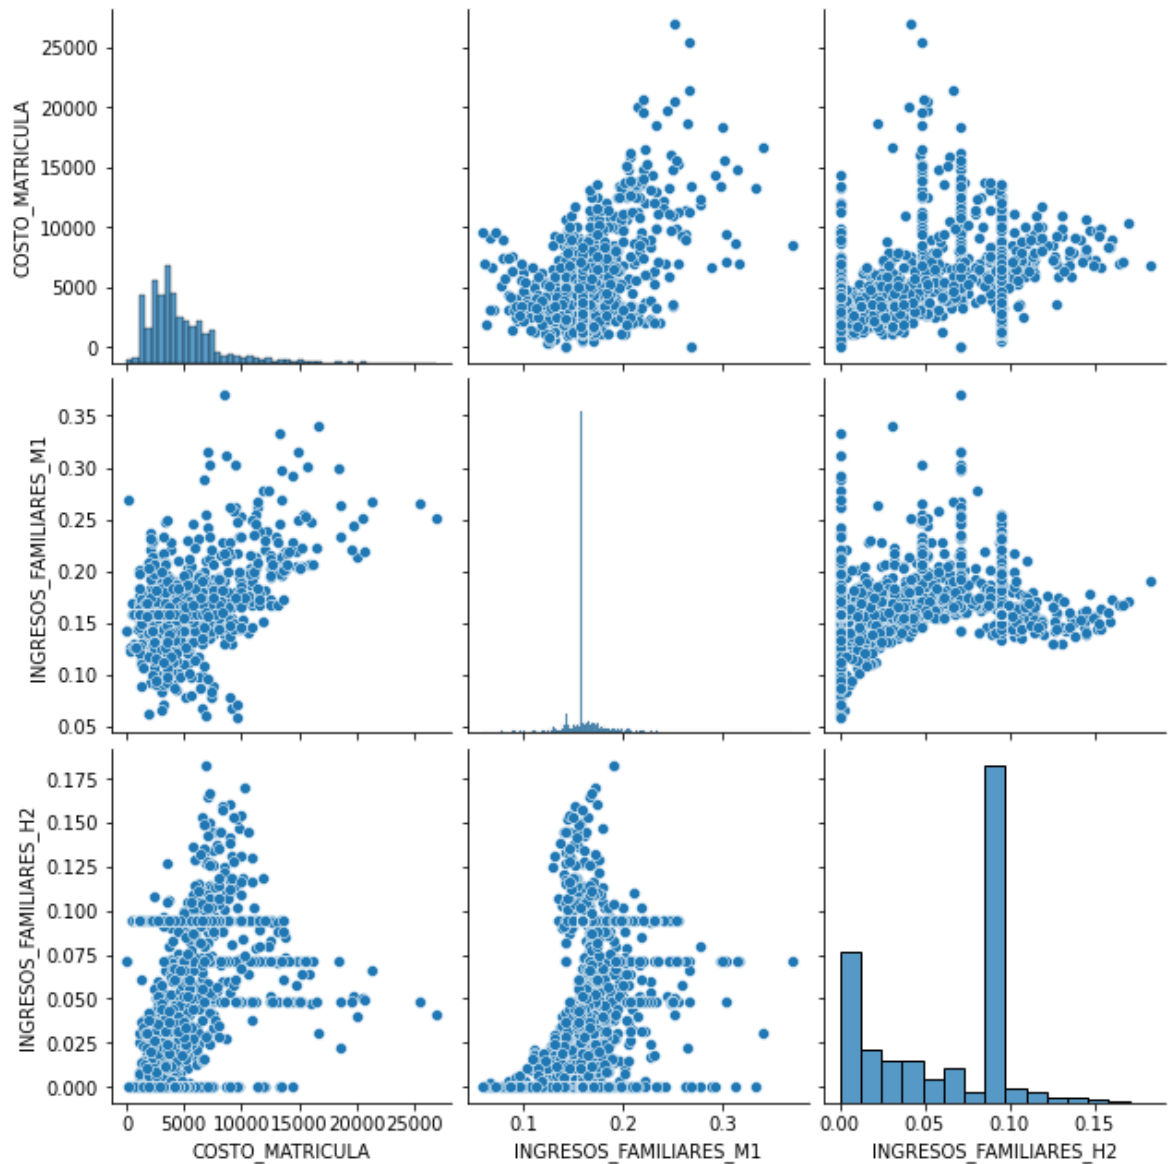 25000
20000
15000
10000
5000
0
COSTO_MATRICULA
0.35
0.30
0.25
0.20
0.15
0.10
0.05
INGRESOS_FAMILIARES_M1
0.175
0.150
0.125
0.100
0.075
0.050
0.025
0.000
INGRESOS_FAMILIARES_H2
0 5000 10000 15000 20000 25000
COSTO_MATRICULA
0.1 0.2 0.3
INGRESOS_FAMILIARES_M1
0.00 0.05 0.10 0.15
INGRESOS_FAMILIARES_H2